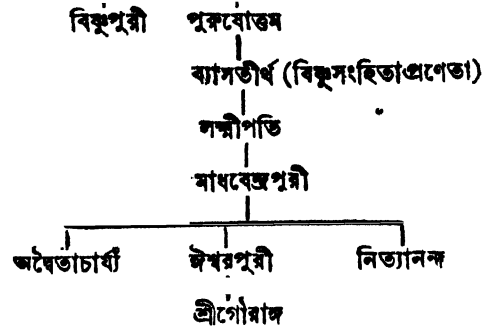 বিষ্ণুপুরী পুরুষোত্তম
ব্যাসতীর্থ (বিষ্ণুসংহিতাপ্রণেতা)
লক্ষ্মীপতি
মাধবেন্দ্রপুরী
অদ্বৈতাচার্য্য ঈশ্বরপুরী নিত্যানন্দ
শ্রীগৌরাঙ্গ